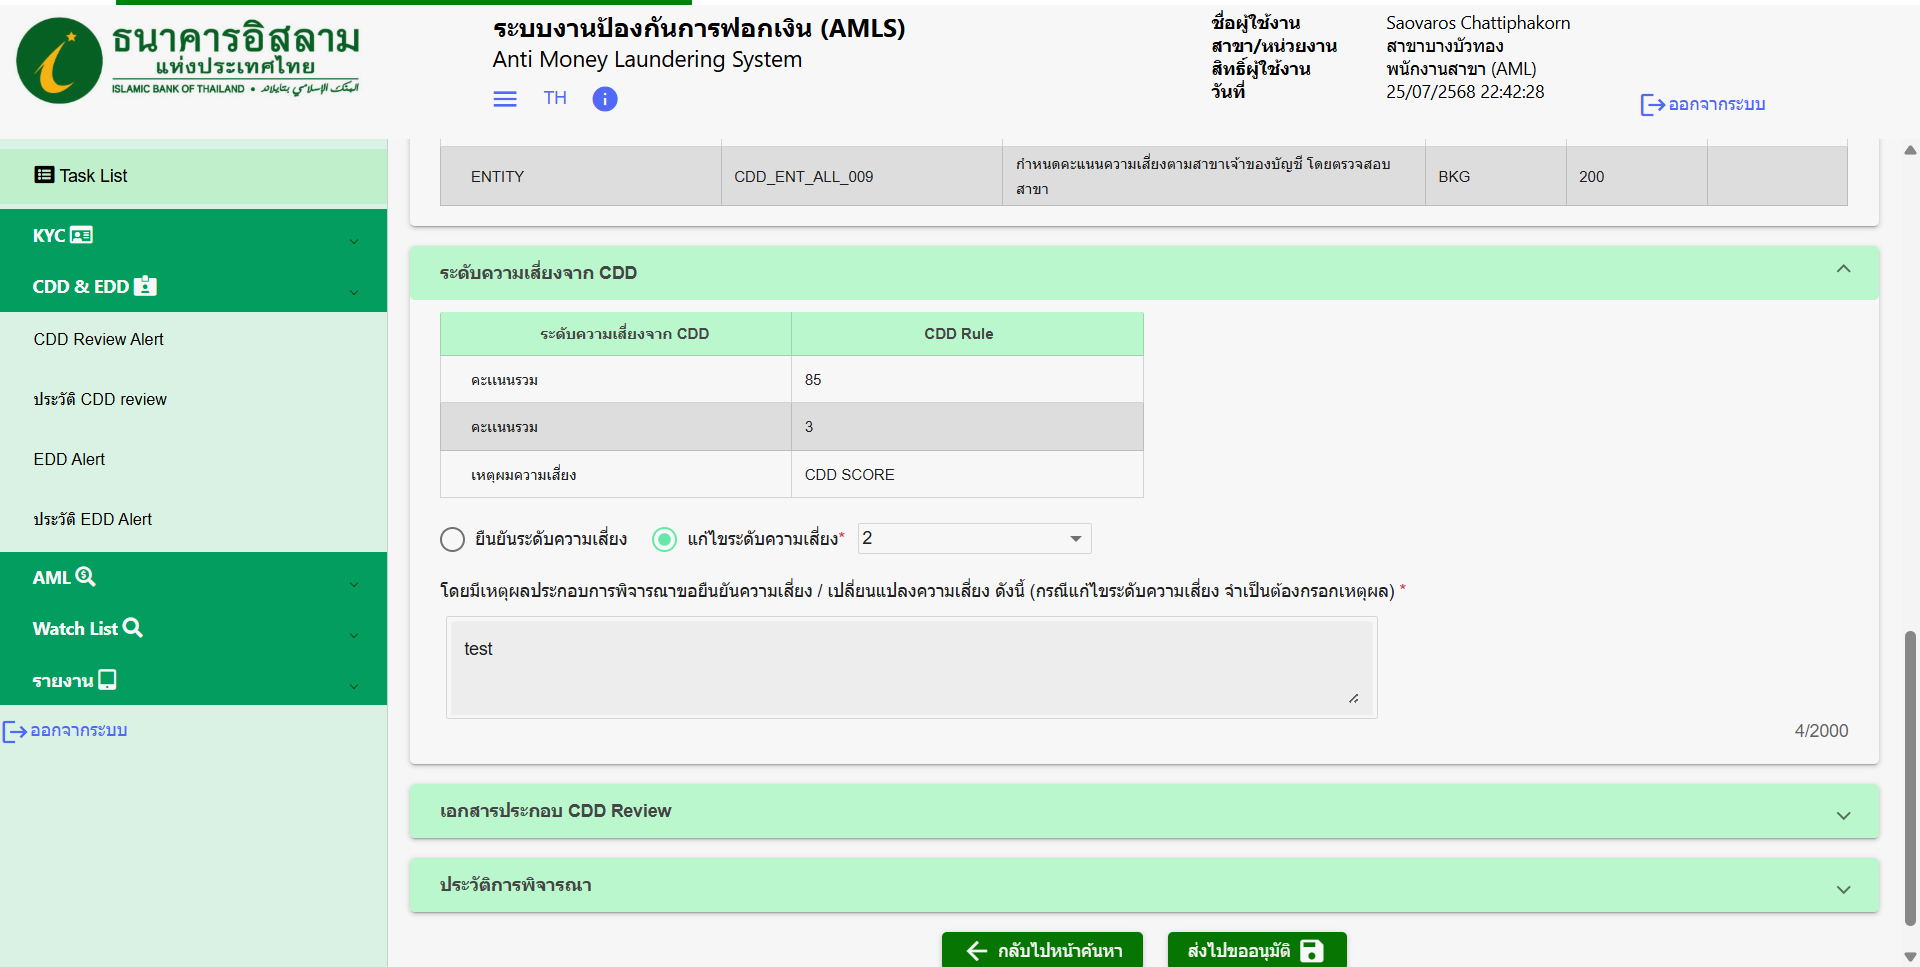 ธนาคารอิสลาม
แห่งประเทศไทย
ISLAMIC BANK OF THAILAND • البنك الإسلامي بتايلاند
ระบบงานป้องกันการฟอกเงิน (AMLS)
Anti Money Laundering System
TH
ชื่อผู้ใช้งาน Saovaros Chattiphakorn
สาขา/หน่วยงาน สาขาบางบัวทอง
สิทธิ์ผู้ใช้งาน พนักงานสาขา (AML)
วันที่ 25/07/2568 22:42:28
ออกจากระบบ
Task List
KYC
CDD & EDD
CDD Review Alert
ประวัติ CDD review
EDD Alert
ประวัติ EDD Alert
AML
Watch List
รายงาน
ออกจากระบบ
ENTITY CDD_ENT_ALL_009 กำหนดคะแนนความเสี่ยงตามสาขาเจ้าของบัญชี โดยตรวจสอบ BKG 200
สาขา
ระดับความเสี่ยงจาก CDD
ระดับความเสี่ยงจาก CDD CDD Rule
คะแนนรวม 85
คะแนนรวม 3
เหตุผมความเสี่ยง CDD SCORE
ยืนยันระดับความเสี่ยง แก้ไขระดับความเสี่ยง* 2
โดยมีเหตุผลประกอบการพิจารณาขอยืนยันความเสี่ยง / เปลี่ยนแปลงความเสี่ยง ดังนี้ (กรณีแก้ไขระดับความเสี่ยง จำเป็นต้องกรอกเหตุผล) *
test
4/2000
เอกสารประกอบ CDD Review
ประวัติการพิจารณา
กลับไปหน้าค้นหา ส่งไปขออนุมัติ